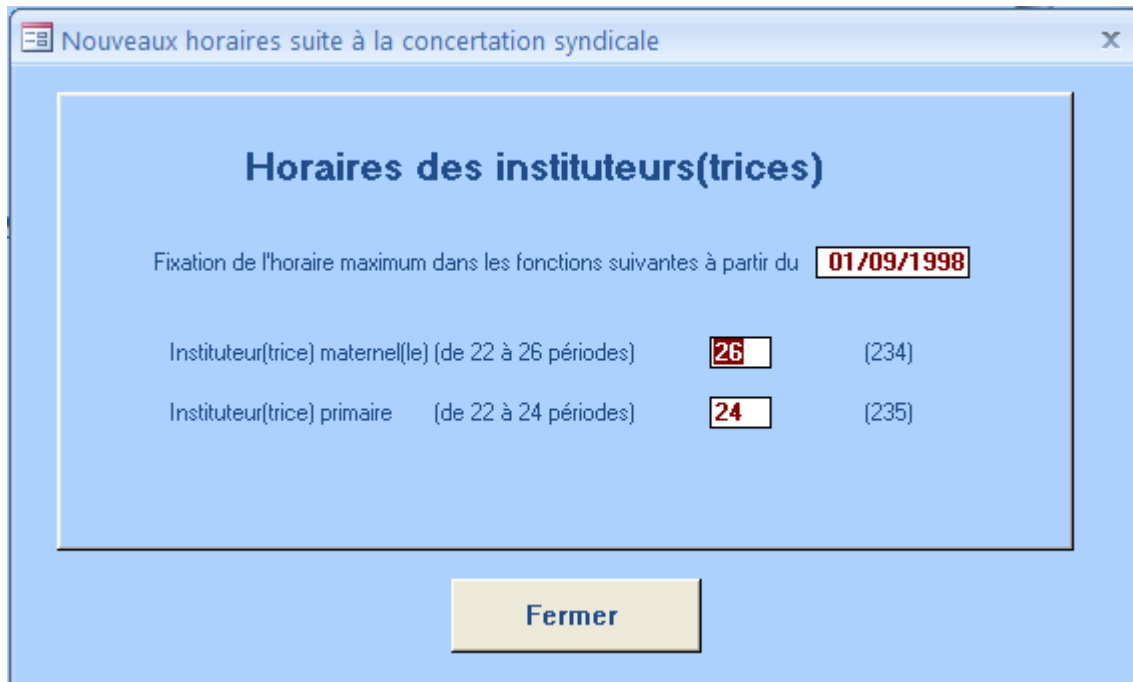 Nouveaux horaires suite à la concertation syndicale
Horaires des instituteurs(trices)
Fixation de l'horaire maximum dans les fonctions suivantes à partir du 01/09/1998
Instituteur(trice) maternel(le) (de 22 à 26 périodes) 26 (234)
Instituteur(trice) primaire (de 22 à 24 périodes) 24 (235)
Fermer